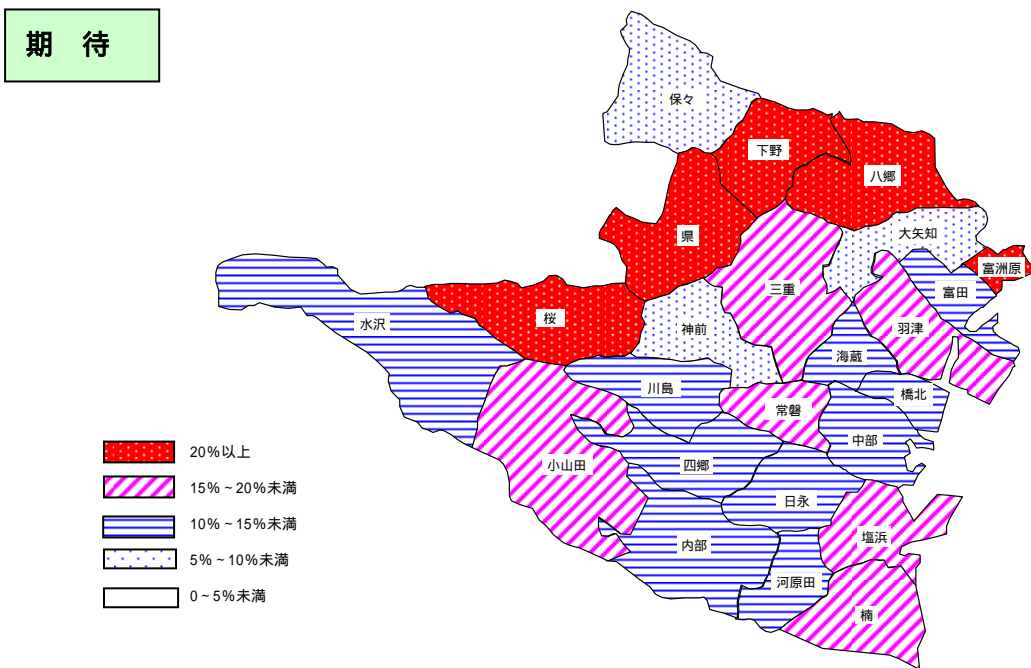 期 待
保々
下野
八郷
大矢知
県
富洲原
富田
三重
桜
水沢
神前
羽津
海蔵
川島
橋北
常磐
中部
小山田
四郷
日永
塩浜
内部
河原田
楠
20%以上
15%~20%未満
10%~15%未満
5%~10%未満
0~5%未満